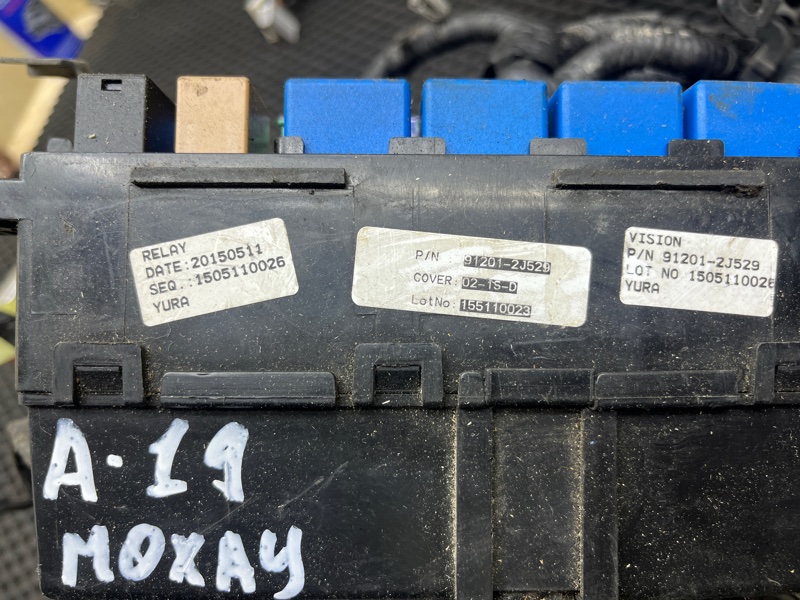 RELAY
DATE:20150511
SEQ.:1505110026
YURA
P/N : 91201-2J529
COVER: 02-1S-D
LotNo: 155110023
VISION
P/N 91201-2J529
LOT NO 1505110026
YURA
А-19
МОХАУ